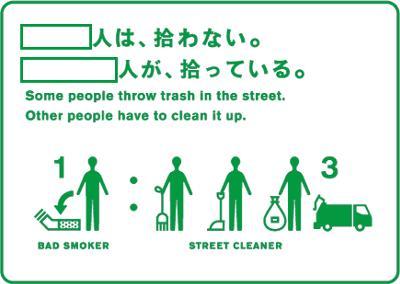 人は、拾わない。
人が、拾っている。
Some people throw trash in the street.
Other people have to clean it up.
1 : 3
BAD SMOKER STREET CLEANER